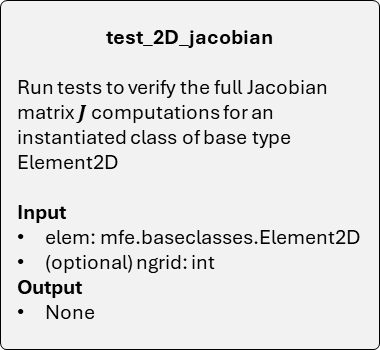 test_2D_jacobian
Run tests to verify the full Jacobian
matrix J computations for an
instantiated class of base type
Element2D
Input
• elem: mfe.baseclasses.Element2D
• (optional) ngrid: int
Output
• None